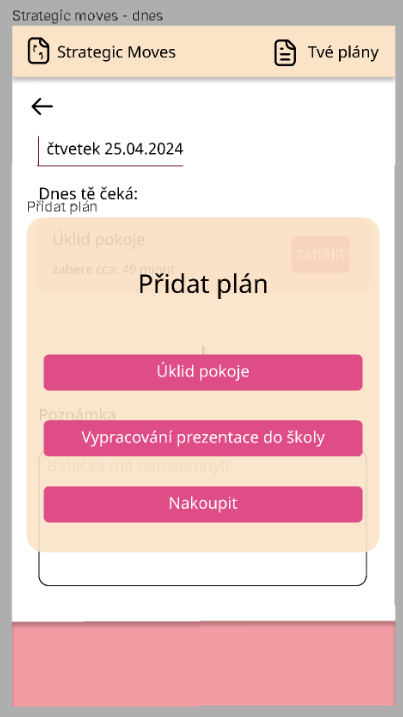 Strategic moves - dnes
Strategic Moves
Tvé plány
čtvetek 25.04.2024
Dnes tě čeká:
Přidat plán
Úklid pokoje
zahájit
zabere cca: 49 minut
Přidat plán
Úklid pokoje
Poznámka
Vypracování prezentace do školy
Babička má narozeniny!!
Nakoupit